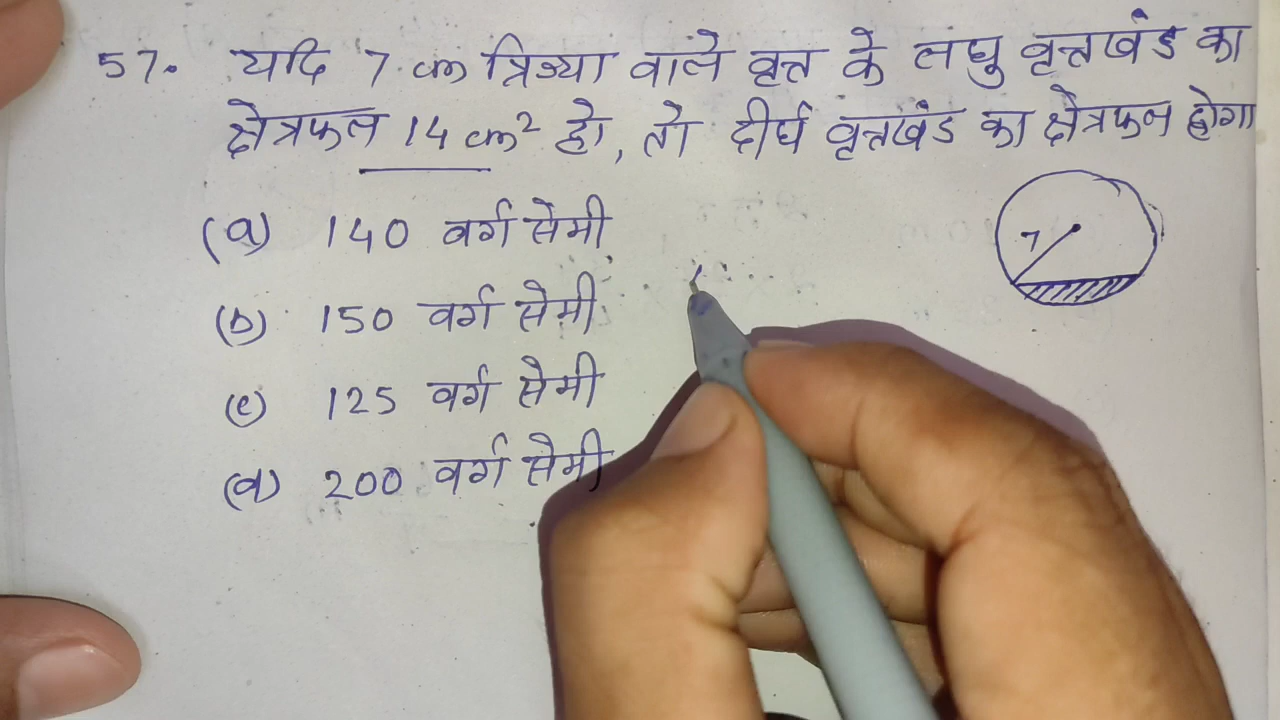 57. यदि 7 cm त्रिज्या वाले वृत्त के लघु वृत्तखंड का
क्षेत्रफल 14 cm² हो, तो दीर्घ वृत्तखंड का क्षेत्रफल होगा
(a) 140 वर्ग सेमी
7
(b) 150 वर्ग सेमी
(c) 125 वर्ग सेमी
(d) 200 वर्ग सेमी